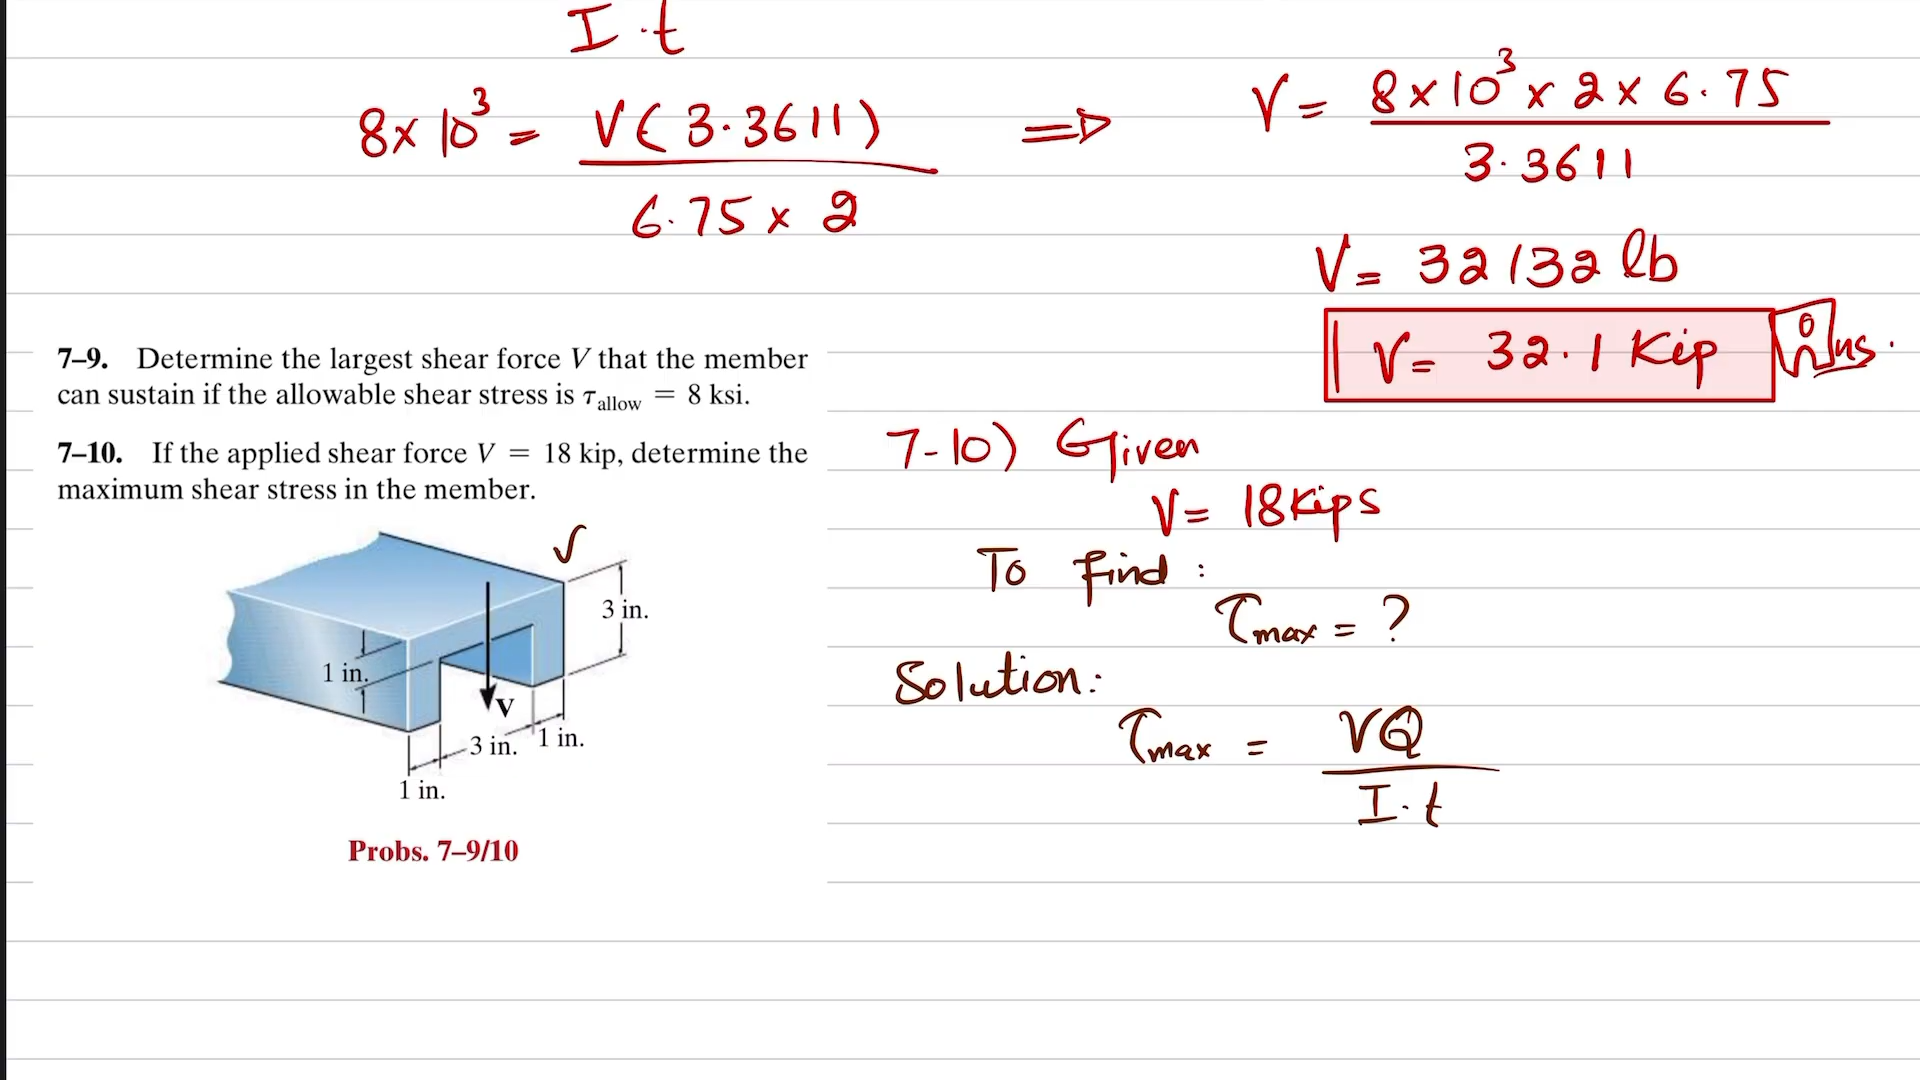 I·t
8×10³ = V(3.3611) / 6.75×2 ⇒ V = 8×10³×2×6.75 / 3.3611
V= 32132 lb
V= 32.1 Kip Ans.
7–9. Determine the largest shear force V that the member
can sustain if the allowable shear stress is τallow = 8 ksi.
7–10. If the applied shear force V = 18 kip, determine the
maximum shear stress in the member.
✓
3 in.
1 in.
V
3 in.
1 in.
1 in.
Probs. 7–9/10
7-10) Given
V= 18kips
To find :
τmax = ?
Solution:
τmax = VQ / I·t